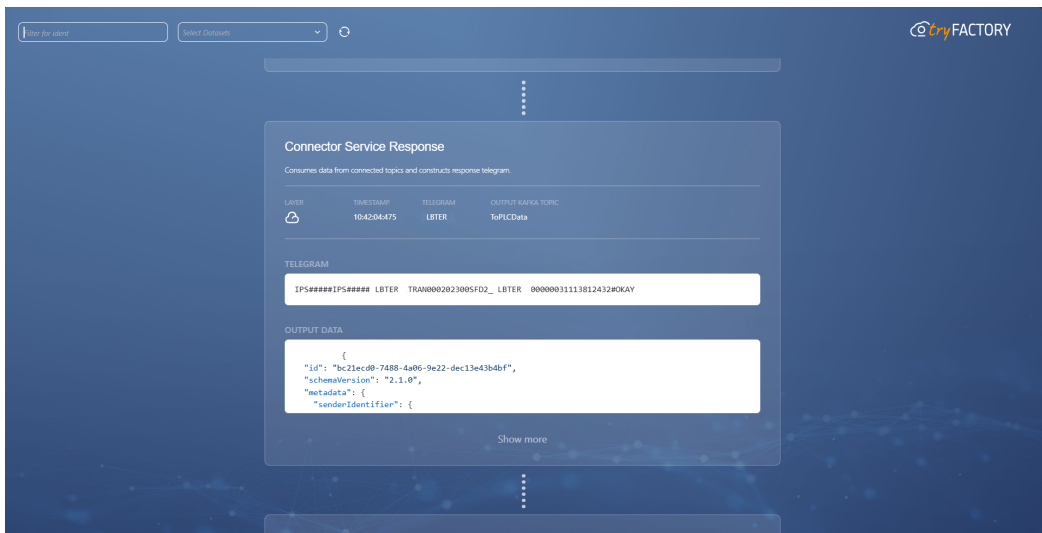 Filter for ident
Select Datasets
tryFACTORY
Connector Service Response
Consumes data from connected topics and constructs response telegram.
LAYER TIMESTAMP TELEGRAM OUTPUT KAFKA TOPIC
10:42:04:475 LBTER ToPLCData
TELEGRAM
IPS#####IPS##### LBTER  TRAN000202300SFD2_ LBTER  00000031113812432#OKAY
OUTPUT DATA
{
"id": "bc21ecd0-7488-4a06-9e22-dec13e43b4bf",
"schemaVersion": "2.1.0",
"metadata": {
"senderIdentifier": {
Show more